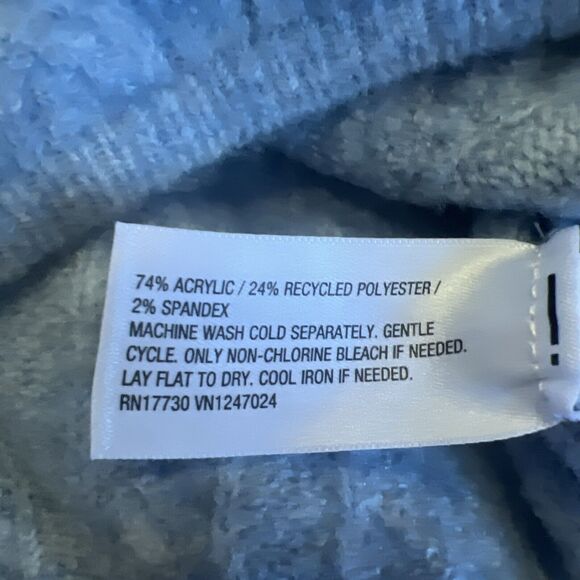 74% ACRYLIC / 24% RECYCLED POLYESTER /
2% SPANDEX
MACHINE WASH COLD SEPARATELY. GENTLE
CYCLE. ONLY NON-CHLORINE BLEACH IF NEEDED.
LAY FLAT TO DRY. COOL IRON IF NEEDED.
RN17730 VN1247024